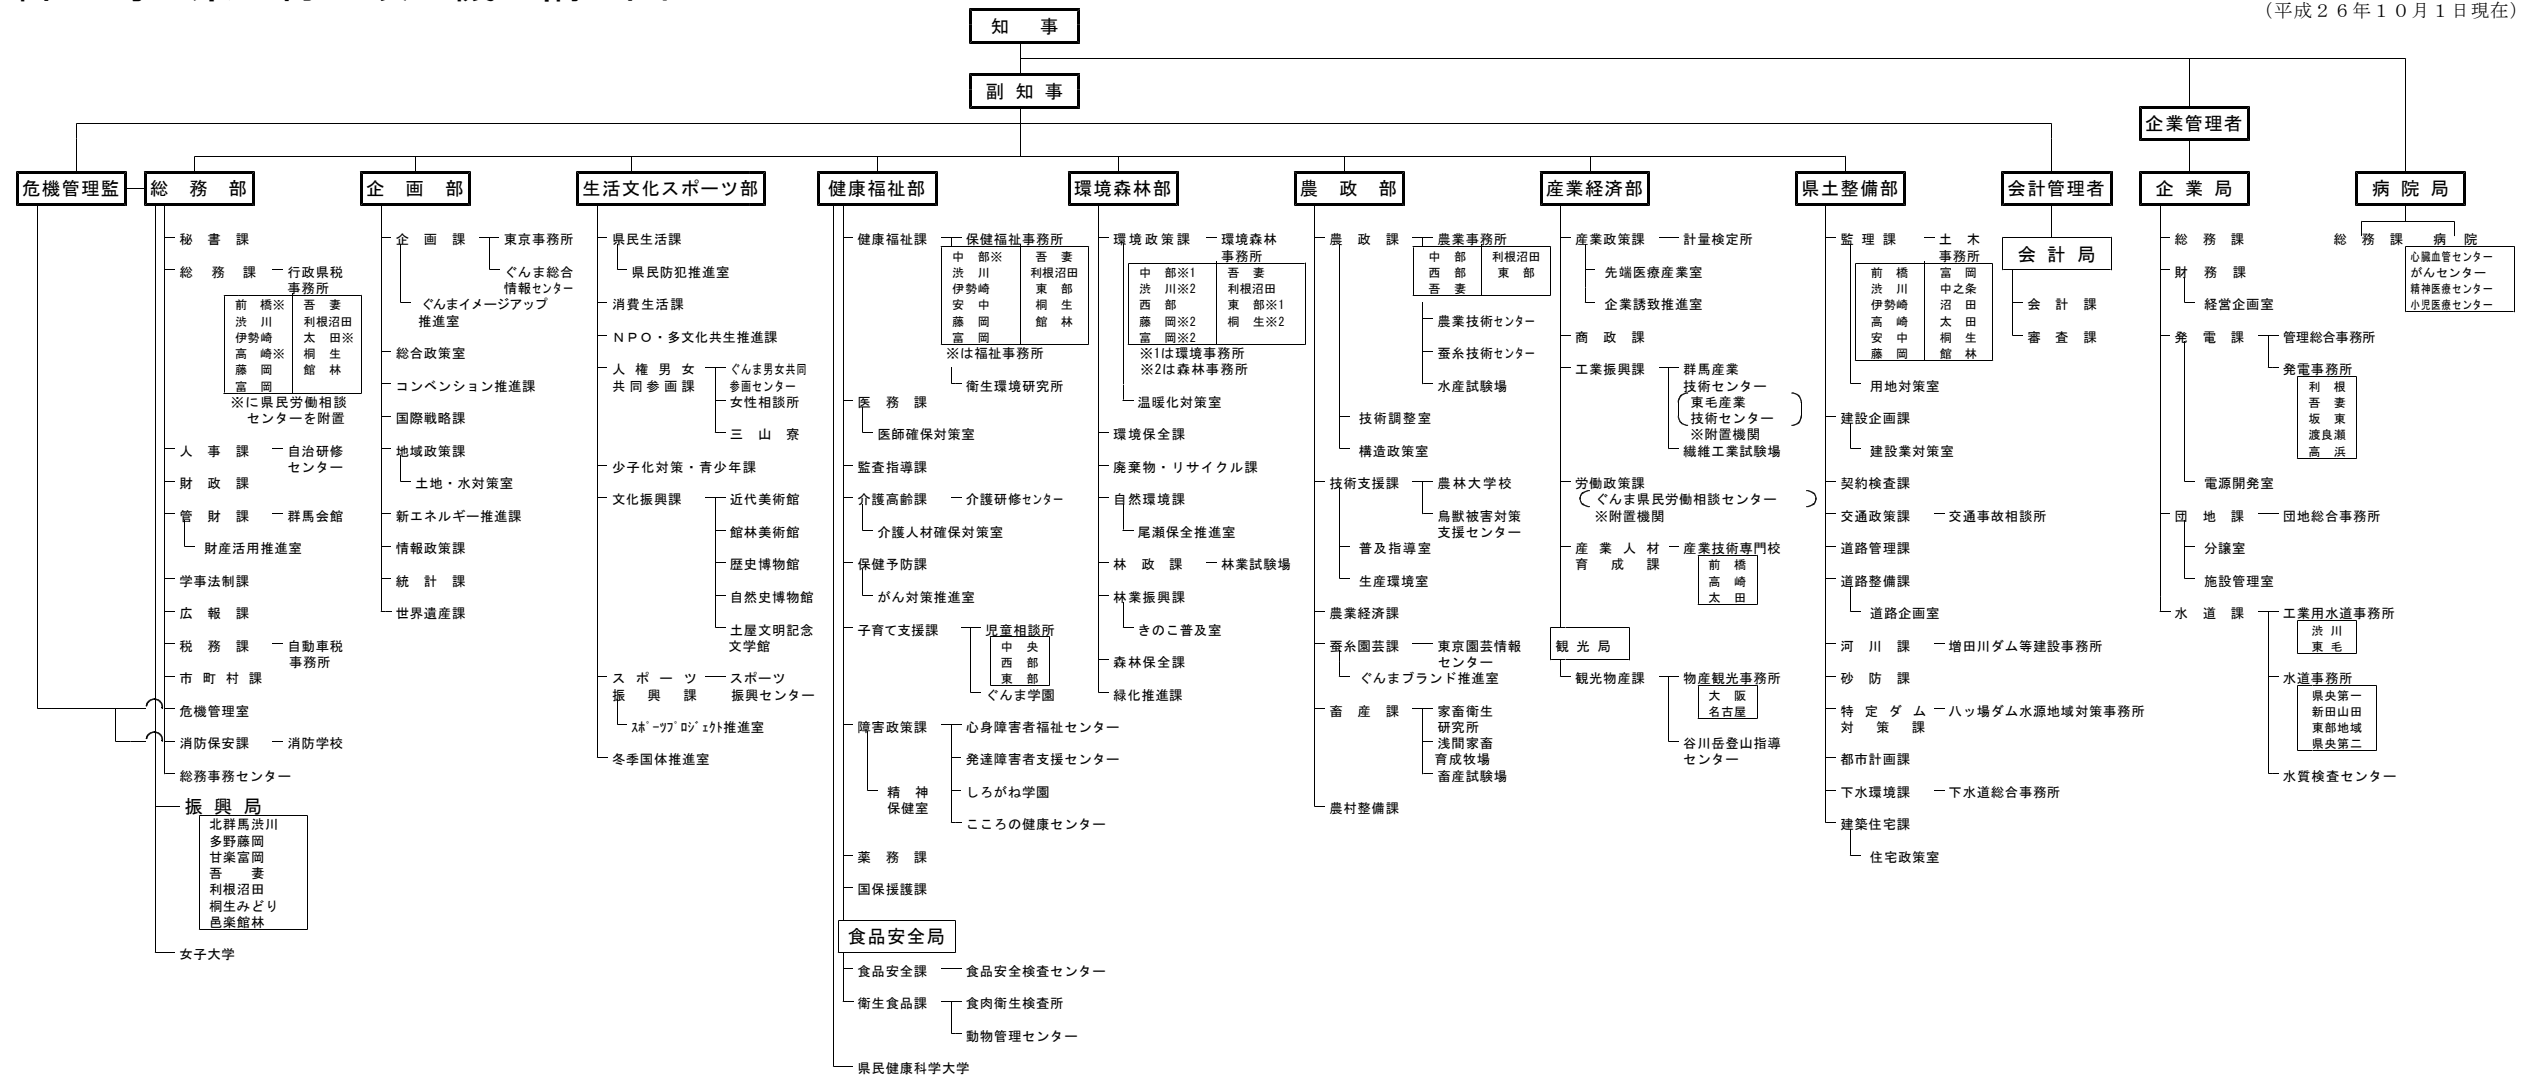 （平成２６年１０月１日現在）
知　事
副 知 事
企業管理者
危機管理監
総　務　部
企　画　部
生活文化スポーツ部
健康福祉部
環境森林部
農　政　部
産業経済部
県土整備部
会計管理者
企 業 局
病 院 局
秘　書　課
総　務　課
行政県税
事務所
前　橋※　吾　妻
渋　川　利根沼田
伊勢崎　太　田※
高　崎※　桐　生
藤　岡　館　林
富　岡
※に県民労働相談
センターを附置
人　事　課
自治研修
センター
財　政　課
管　財　課
群馬会館
財産活用推進室
学事法制課
広　報　課
税　務　課
自動車税
事務所
市 町 村 課
危機管理室
消防保安課
消防学校
総務事務センター
振 興 局
北群馬渋川
多野藤岡
甘楽富岡
吾　　妻
利根沼田
桐生みどり
邑楽館林
女子大学
企　画　課
東京事務所
ぐんま総合
情報センター
ぐんまイメージアップ
推進室
総合政策室
コンベンション推進課
国際戦略課
地域政策課
土地・水対策室
新エネルギー推進課
情報政策課
統　計　課
世界遺産課
県民生活課
県民防犯推進室
消費生活課
ＮＰＯ・多文化共生推進課
人 権 男 女
共 同 参 画 課
ぐんま男女共同
参画センター
女性相談所
三　山　寮
少子化対策・青少年課
文化振興課
近代美術館
館林美術館
歴史博物館
自然史博物館
土屋文明記念
文学館
ス ポ ー ツ
振　興　課
スポーツ
振興センター
ｽﾎﾟｰﾂﾌﾟﾛｼﾞｪｸﾄ推進室
冬季国体推進室
健康福祉課
保健福祉事務所
中　部※　吾　妻
渋　川　利根沼田
伊勢崎　東　部
安　中　桐　生
藤　岡　館　林
富　岡
※は福祉事務所
衛生環境研究所
医　務　課
医師確保対策室
監査指導課
介護高齢課
介護研修センター
介護人材確保対策室
保健予防課
がん対策推進室
子育て支援課
児童相談所
中　央
西　部
東　部
ぐんま学園
障害政策課
心身障害者福祉センター
発達障害者支援センター
精　神
保健室
しろがね学園
こころの健康センター
薬　務　課
国保援護課
食品安全局
食品安全課
食品安全検査センター
衛生食品課
食肉衛生検査所
動物管理センター
県民健康科学大学
環境政策課
環境森林
事務所
中　部※1　吾　妻
渋　川※2　利根沼田
西　部　東　部※1
藤　岡※2　桐　生※2
富　岡※2
※1は環境事務所
※2は森林事務所
温暖化対策室
環境保全課
廃棄物・リサイクル課
自然環境課
尾瀬保全推進室
林　政　課
林業試験場
林業振興課
きのこ普及室
森林保全課
緑化推進課
農　政　課
農業事務所
中　部　利根沼田
西　部　東　部
吾　妻
農業技術センター
蚕糸技術センター
水産試験場
技術調整室
構造政策室
技術支援課
農林大学校
鳥獣被害対策
支援センター
普及指導室
生産環境室
農業経済課
蚕糸園芸課
東京園芸情報
センター
ぐんまブランド推進室
畜　産　課
家畜衛生
研究所
浅間家畜
育成牧場
畜産試験場
農村整備課
産業政策課
計量検定所
先端医療産業室
企業誘致推進室
商　政　課
工業振興課
群馬産業
技術センター
東毛産業
技術センター
※附置機関
繊維工業試験場
労働政策課
ぐんま県民労働相談センター
※附置機関
産 業 人 材
育　成　課
産業技術専門校
前　橋
高　崎
太　田
観 光 局
観光物産課
物産観光事務所
大　阪
名古屋
谷川岳登山指導
センター
監 理 課
土　木
事務所
前　橋　富　岡
渋　川　中之条
伊勢崎　沼　田
高　崎　太　田
安　中　桐　生
藤　岡　館　林
用地対策室
建設企画課
建設業対策室
契約検査課
交通政策課
交通事故相談所
道路管理課
道路整備課
道路企画室
河　川　課
増田川ダム等建設事務所
砂　防　課
特 定 ダ ム
対　策　課
八ッ場ダム水源地域対策事務所
都市計画課
下水環境課
下水道総合事務所
建築住宅課
住宅政策室
会 計 局
会　計　課
審　査　課
総　務　課
財　務　課
経営企画室
発　電　課
管理総合事務所
発電事務所
利　根
吾　妻
坂　東
渡良瀬
高　浜
電源開発室
団　地　課
団地総合事務所
分譲室
施設管理室
水　道　課
工業用水道事務所
渋　川
東　毛
水道事務所
県央第一
新田山田
東部地域
県央第二
水質検査センター
総　務　課
病　院
心臓血管センター
がんセンター
精神医療センター
小児医療センター